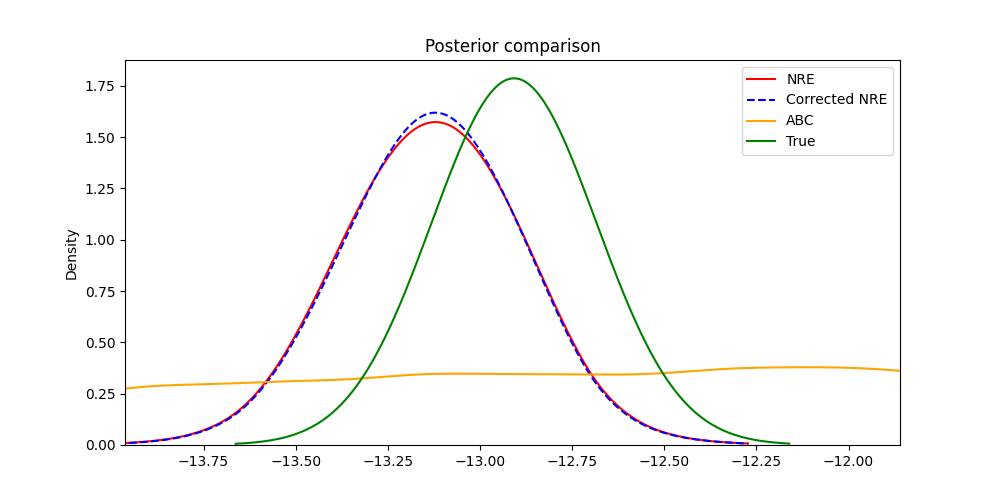 Posterior comparison
NRE
Corrected NRE
ABC
True
Density
1.75
1.50
1.25
1.00
0.75
0.50
0.25
0.00
−13.75
−13.50
−13.25
−13.00
−12.75
−12.50
−12.25
−12.00